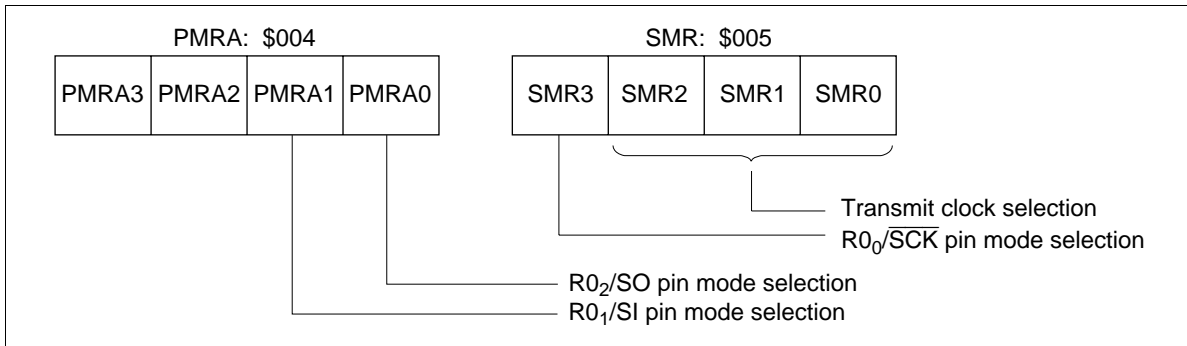 PMRA: $004
PMRA3 PMRA2 PMRA1 PMRA0
SMR: $005
SMR3 SMR2 SMR1 SMR0
Transmit clock selection
R0₀/S̅C̅K̅ pin mode selection
R0₂/SO pin mode selection
R0₁/SI pin mode selection